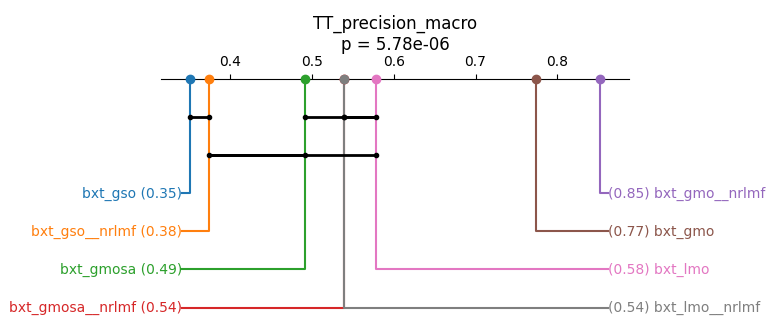 TT_precision_macro
p = 5.78e-06
0.4 0.5 0.6 0.7 0.8
bxt_gso (0.35) (0.85) bxt_gmo__nrlmf
bxt_gso__nrlmf (0.38) (0.77) bxt_gmo
bxt_gmosa (0.49) (0.58) bxt_lmo
bxt_gmosa__nrlmf (0.54) (0.54) bxt_lmo__nrlmf